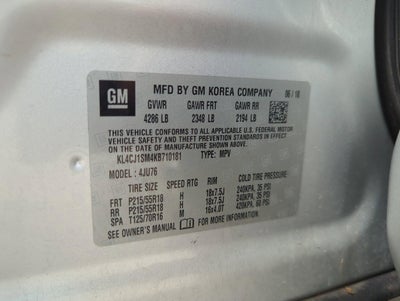 GM
MFD BY GM KOREA COMPANY 06 / 18
GVWR GAWR FRT GAWR RR
4286 LB 2348 LB 2194 LB
THIS VEHICLE CONFORMS TO ALL APPLICABLE U.S. FEDERAL MOTOR
VEHICLE SAFETY AND THEFT PREVENTION STANDARDS IN EFFECT
ON THE DATE OF MANUFACTURE SHOWN ABOVE.
KL4CJ1SM4KB710181 TYPE : MPV
MODEL : 4JU76
TIRE SIZE SPEED RTG RIM COLD TIRE PRESSURE
FRT P215/55R18 H 18x7.5J 240KPA, 35 PSI
RR P215/55R18 H 18x7.5J 240KPA, 35 PSI
SPA T125/70R16 M 16x4.0T 420KPA, 60 PSI
SEE OWNER'S MANUAL FOR ADDITIONAL INFORMATION